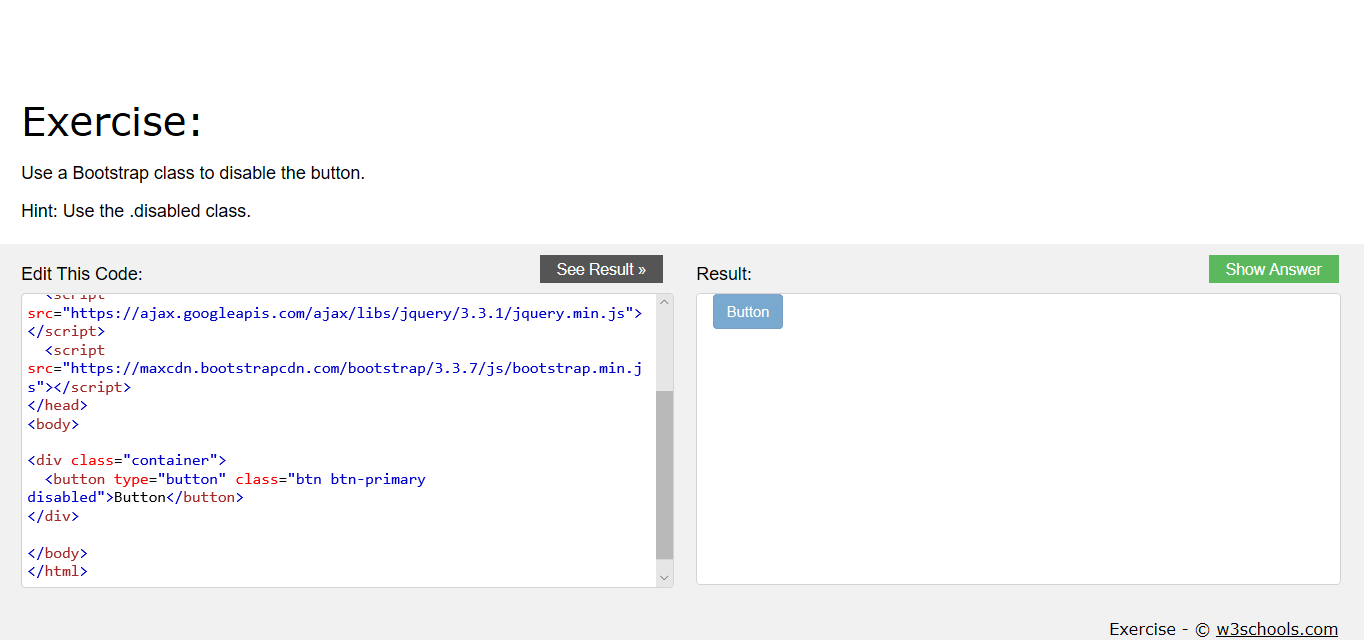 Exercise:
Use a Bootstrap class to disable the button.
Hint: Use the .disabled class.
Edit This Code:
See Result »
<script
src="https://ajax.googleapis.com/ajax/libs/jquery/3.3.1/jquery.min.js">
</script>
<script
src="https://maxcdn.bootstrapcdn.com/bootstrap/3.3.7/js/bootstrap.min.j
s"></script>
</head>
<body>
<div class="container">
<button type="button" class="btn btn-primary
disabled">Button</button>
</div>
</body>
</html>
Result:
Show Answer
Button
Exercise - © w3schools.com